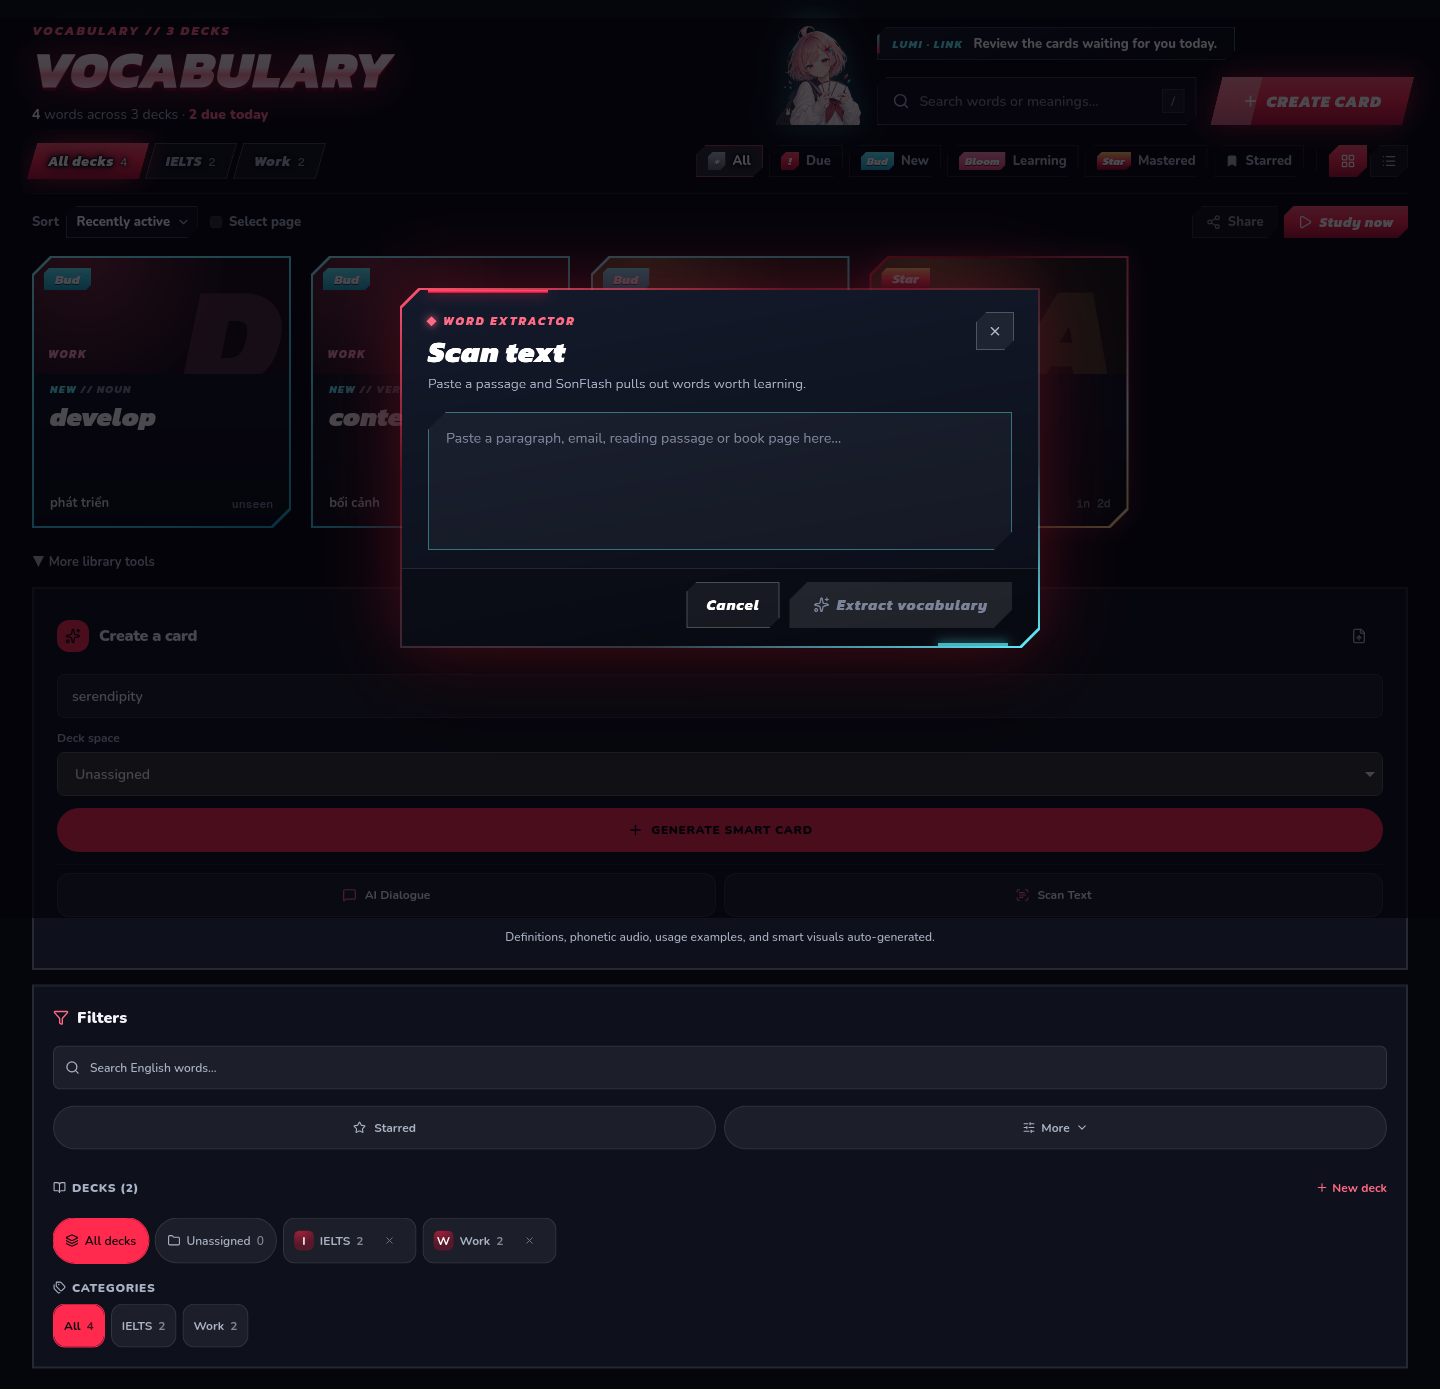 VOCABULARY // 3 DECKS
VOCABULARY
4 words across 3 decks · 2 due today
LUMI · LINK Review the cards waiting for you today.
Search words or meanings... /
+ CREATE CARD
All decks 4 IELTS 2 Work 2
All ! Due Bud New Bloom Learning Star Mastered Starred
Sort Recently active Select page
Share Study now
Bud Bud Bud Star
D A
WORK WORK
NEW // NOUN NEW // VER
develop conte
phát triển unseen bối cảnh in 2d
WORD EXTRACTOR
Scan text
Paste a passage and SonFlash pulls out words worth learning.
Paste a paragraph, email, reading passage or book page here...
Cancel Extract vocabulary
▼ More library tools
Create a card
serendipity
Deck space
Unassigned
+ GENERATE SMART CARD
AI Dialogue Scan Text
Definitions, phonetic audio, usage examples, and smart visuals auto-generated.
Filters
Search English words...
Starred More
DECKS (2) + New deck
All decks Unassigned 0 I IELTS 2 × W Work 2 ×
CATEGORIES
All 4 IELTS 2 Work 2